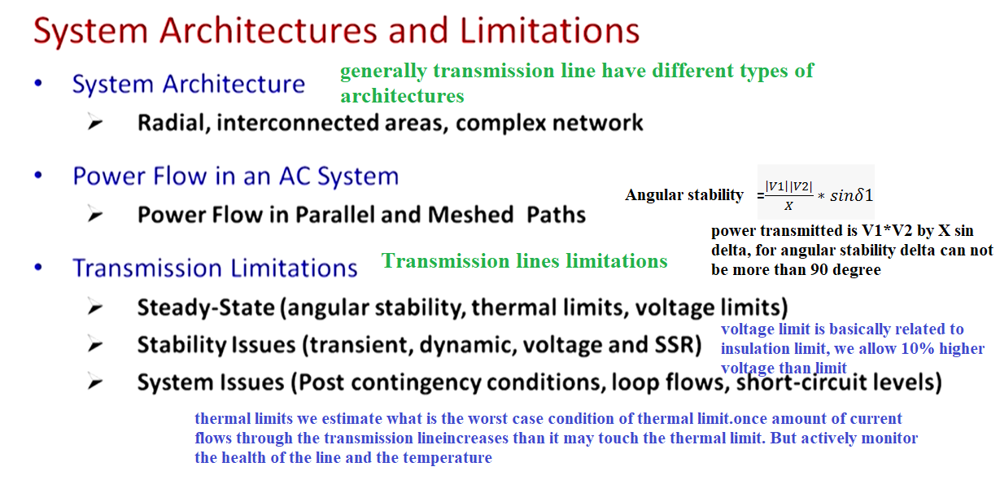 System Architectures and Limitations
• System Architecture
generally transmission line have different types of
architectures
➢ Radial, interconnected areas, complex network
• Power Flow in an AC System
➢ Power Flow in Parallel and Meshed Paths
Angular stability =|V1||V2|/X * sinδ1
power transmitted is V1*V2 by X sin
delta, for angular stability delta can not
be more than 90 degree
• Transmission Limitations
Transmission lines limitations
➢ Steady-State (angular stability, thermal limits, voltage limits)
➢ Stability Issues (transient, dynamic, voltage and SSR)
voltage limit is basically related to
insulation limit, we allow 10% higher
voltage than limit
➢ System Issues (Post contingency conditions, loop flows, short-circuit levels)
thermal limits we estimate what is the worst case condition of thermal limit.once amount of current
flows through the transmission lineincreases than it may touch the thermal limit. But actively monitor
the health of the line and the temperature